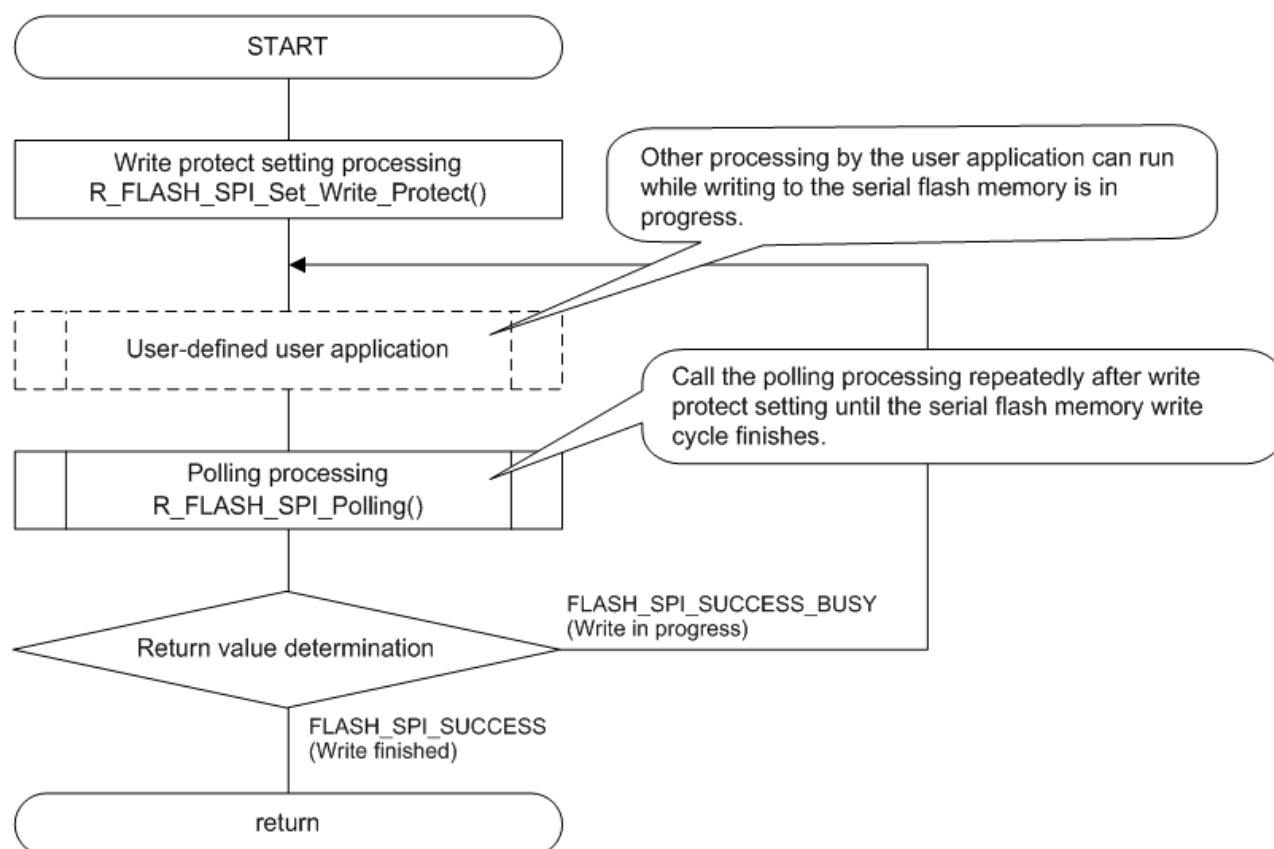 START
Write protect setting processing
R_FLASH_SPI_Set_Write_Protect()
Other processing by the user application can run
while writing to the serial flash memory is in
progress.
User-defined user application
Call the polling processing repeatedly after write
protect setting until the serial flash memory write
cycle finishes.
Polling processing
R_FLASH_SPI_Polling()
FLASH_SPI_SUCCESS_BUSY
(Write in progress)
Return value determination
FLASH_SPI_SUCCESS
(Write finished)
return